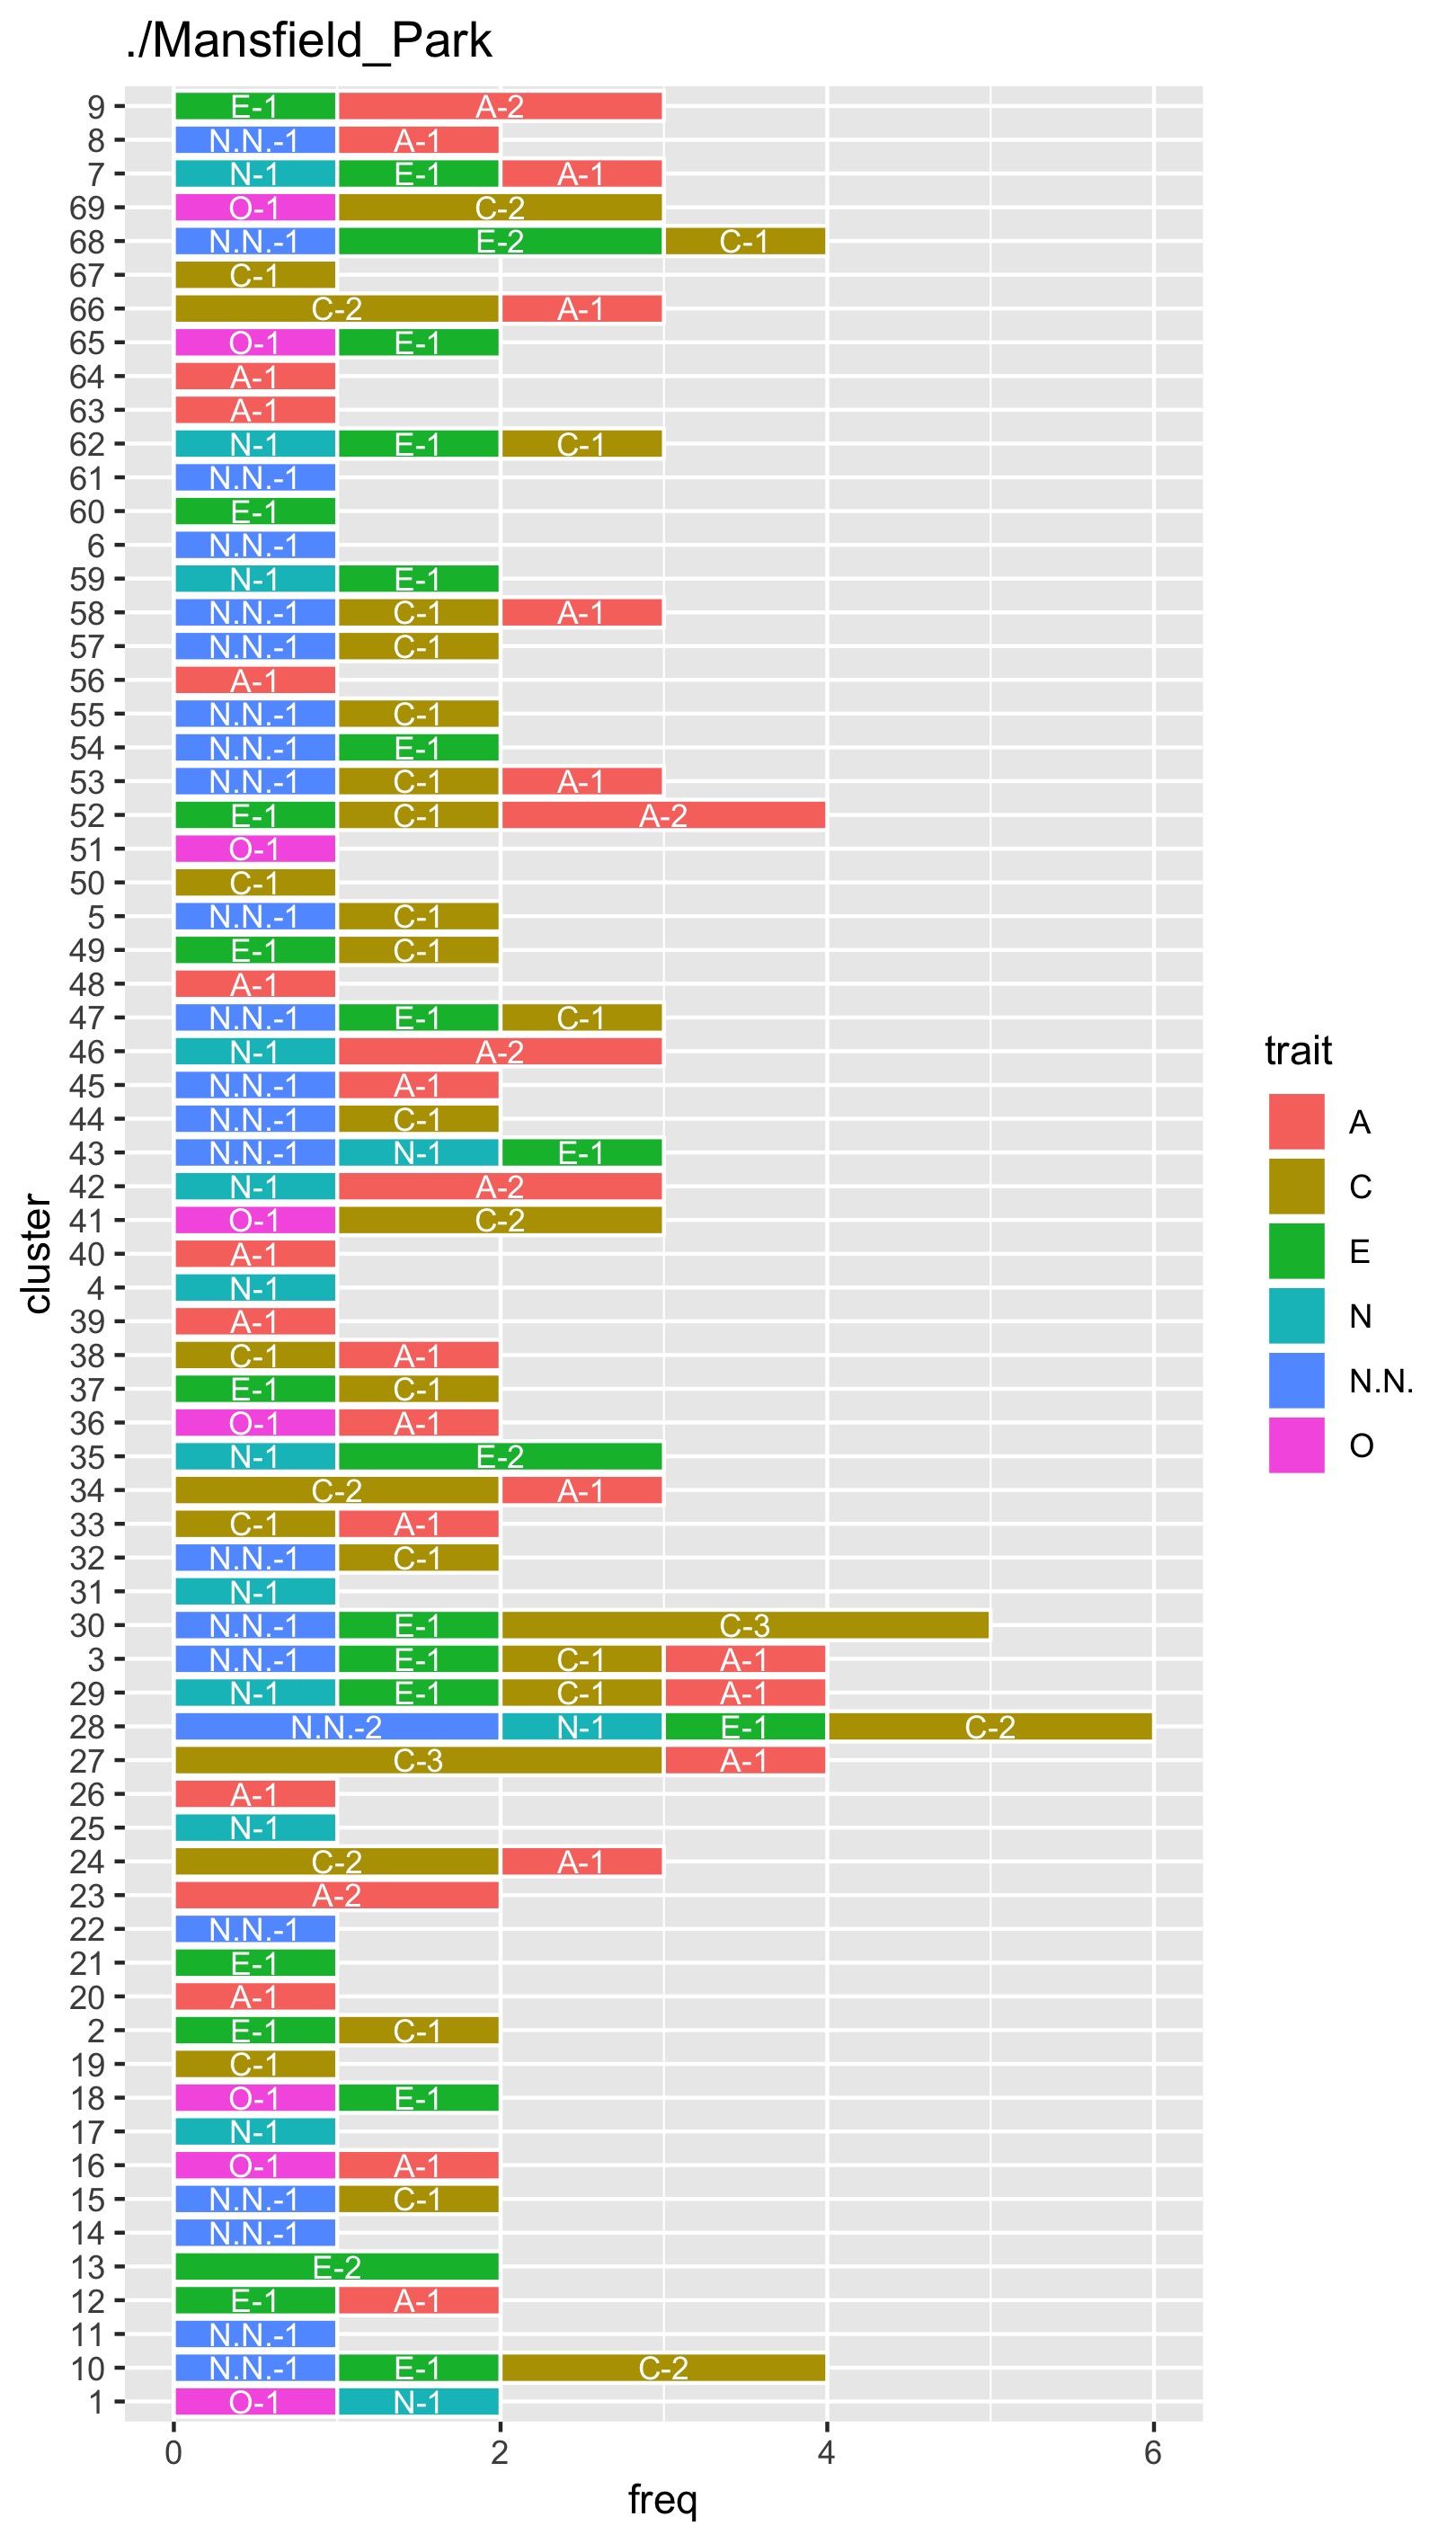 ./Mansfield_Park
9 E-1 A-2
8 N.N.-1 A-1
7 N-1 E-1 A-1
69 O-1 C-2
68 N.N.-1 E-2 C-1
67 C-1
66 C-2 A-1
65 O-1 E-1
64 A-1
63 A-1
62 N-1 E-1 C-1
61 N.N.-1
60 E-1
6 N.N.-1
59 N-1 E-1
58 N.N.-1 C-1 A-1
57 N.N.-1 C-1
56 A-1
55 N.N.-1 C-1
54 N.N.-1 E-1
53 N.N.-1 C-1 A-1
52 E-1 C-1 A-2
51 O-1
50 C-1
5 N.N.-1 C-1
49 E-1 C-1
48 A-1
47 N.N.-1 E-1 C-1
46 N-1 A-2
45 N.N.-1 A-1
44 N.N.-1 C-1
43 N.N.-1 N-1 E-1
42 N-1 A-2
41 O-1 C-2
40 A-1
4 N-1
39 A-1
38 C-1 A-1
37 E-1 C-1
36 O-1 A-1
35 N-1 E-2
34 C-2 A-1
33 C-1 A-1
32 N.N.-1 C-1
31 N-1
30 N.N.-1 E-1 C-3
3 N.N.-1 E-1 C-1 A-1
29 N-1 E-1 C-1 A-1
28 N.N.-2 N-1 E-1 C-2
27 C-3 A-1
26 A-1
25 N-1
24 C-2 A-1
23 A-2
22 N.N.-1
21 E-1
20 A-1
2 E-1 C-1
19 C-1
18 O-1 E-1
17 N-1
16 O-1 A-1
15 N.N.-1 C-1
14 N.N.-1
13 E-2
12 E-1 A-1
11 N.N.-1
10 N.N.-1 E-1 C-2
1 O-1 N-1
0 2 4 6
freq
cluster
trait
A
C
E
N
N.N.
O